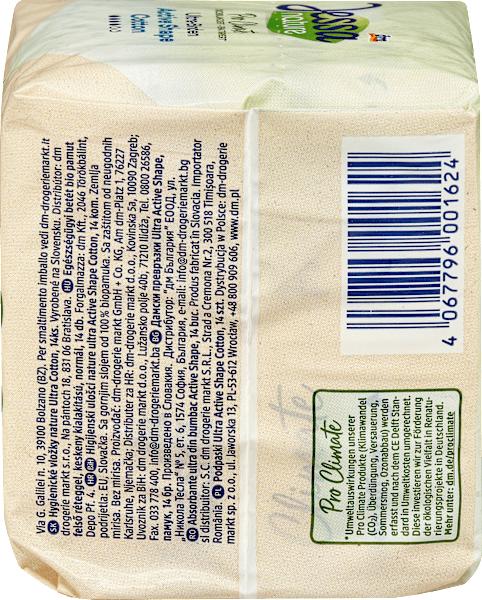 Jessa
nature
Pro Climate
Ultrabinden
Active Shape
Cotton
Via G. Galilei n. 10, 39100 Bolzano (BZ). Per smaltimento imballo vedi dm-drogeriemarkt.it
SK Hygienické vložky nature Ultra Cotton, 14ks. Vyrobené na Slovensku. Distribútor: dm
drogerie markt s.r.o., Na pántoch 18, 831 06 Bratislava. HU Egészségügyi betét bio pamut
felső réteggel, keskeny kialakítású, normál, 14 db. Forgalmazza: dm Kft., 2046 Törökbálint,
Depo Pf. 4. HR BIH Higijenski ulošci nature ultra Active Shape Cotton, 14 kom. Zemlja
podrijetla: EU, Slovačka. Sa gornjim slojem od 100% biopamuka. Sa zaštitom od neugodnih
mirisa. Bez mirisa. Proizvođač: dm-drogerie markt GmbH + Co. KG, Am dm-Platz 1, 76227
Karlsruhe, Njemačka; Distributer za HR: dm-drogerie markt d.o.o., Kovinska 5a, 10090 Zagreb;
Uvoznik za BiH: dm drogerie markt d.o.o., Lužansko polje 40b, 71210 Ilidža, Tel. 0800 26586,
Fax. 033 778 400, info@dm-drogeriemarkt.ba BG Дамски превръзки Ultra Active Shape,
памук, 14 бр. Произведено в Словакия. Дистрибутор: "ДМ България" ЕООД, ул.
„Никола Тесла" № 5, ет. 6, 1574 София, България, e-mail: info@dm-drogeriemarkt.bg
RO Absorbante ultra din bumbac Active Shape, 14 buc. Produs fabricat în Slovacia. Importator
si distribuitor: S.C. dm drogerie markt S.R.L., Strada Cremona Nr.2, 300 518 Timișoara,
România. PL Podpaski Ultra Active Shape Cotton, 14 szt. Dystrybucja w Polsce: dm-drogerie
markt sp. z o.o., ul. Jaworska 13, PL-53-612 Wrocław, +48 800 909 606, www.dm.pl
Pro Climate
*Umweltauswirkungen unserer
Pro Climate Produkte (Klimawandel
(CO₂), Überdüngung, Versauerung,
Sommersmog, Ozonabbau) werden
erfasst und nach dem CE Delft Stan-
dard in Umweltkosten umgerechnet.
Diese investieren wir zur Förderung
der ökologischen Vielfalt in Renatu-
rierungsprojekte in Deutschland.
Mehr unter: dm.de/proclimate
4 067796 001624